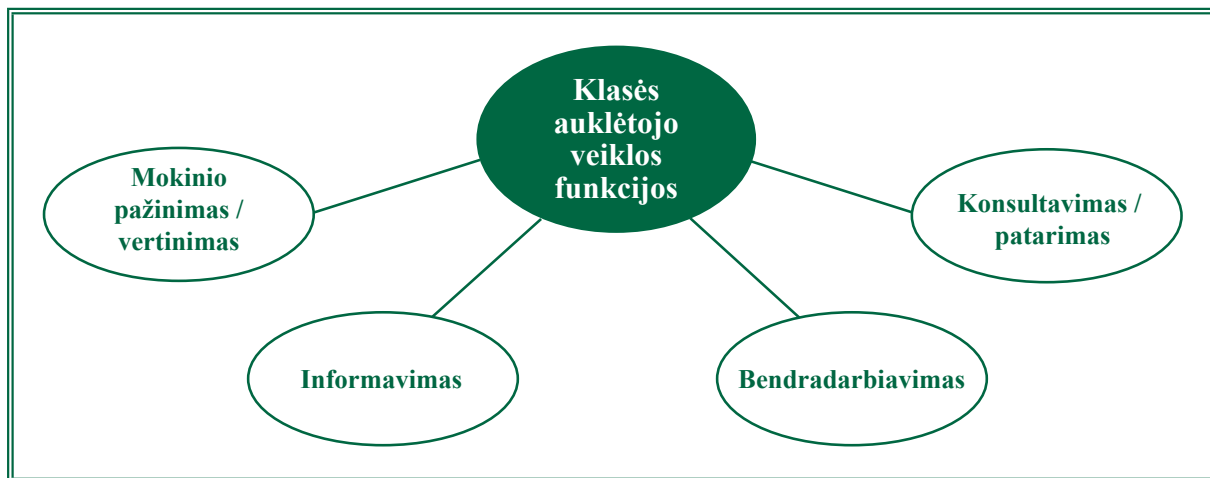 Klasės
auklėtojo
veiklos
funkcijos
Mokinio
pažinimas /
vertinimas
Konsultavimas /
patarimas
Informavimas
Bendradarbiavimas